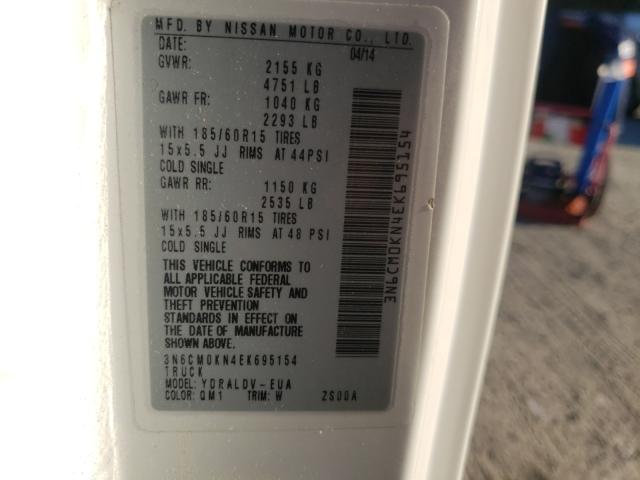 MFD. BY NISSAN MOTOR CO., LTD.
DATE: 04/14
GVWR: 2155 KG
4751 LB
GAWR FR: 1040 KG
2293 LB
WITH 185/60R15 TIRES
15x5.5 JJ RIMS AT 44PSI
COLD SINGLE
GAWR RR: 1150 KG
2535 LB
WITH 185/60R15 TIRES
15x5.5 JJ RIMS AT 48 PSI
COLD SINGLE
THIS VEHICLE CONFORMS TO
ALL APPLICABLE FEDERAL
MOTOR VEHICLE SAFETY AND
THEFT PREVENTION
STANDARDS IN EFFECT ON
THE DATE OF MANUFACTURE
SHOWN ABOVE.
3N6CM0KN4EK695154
TRUCK
MODEL: YDRALDV-EUA
COLOR: QM1 TRIM: W ZS00A
3N6CM0KN4EK695154